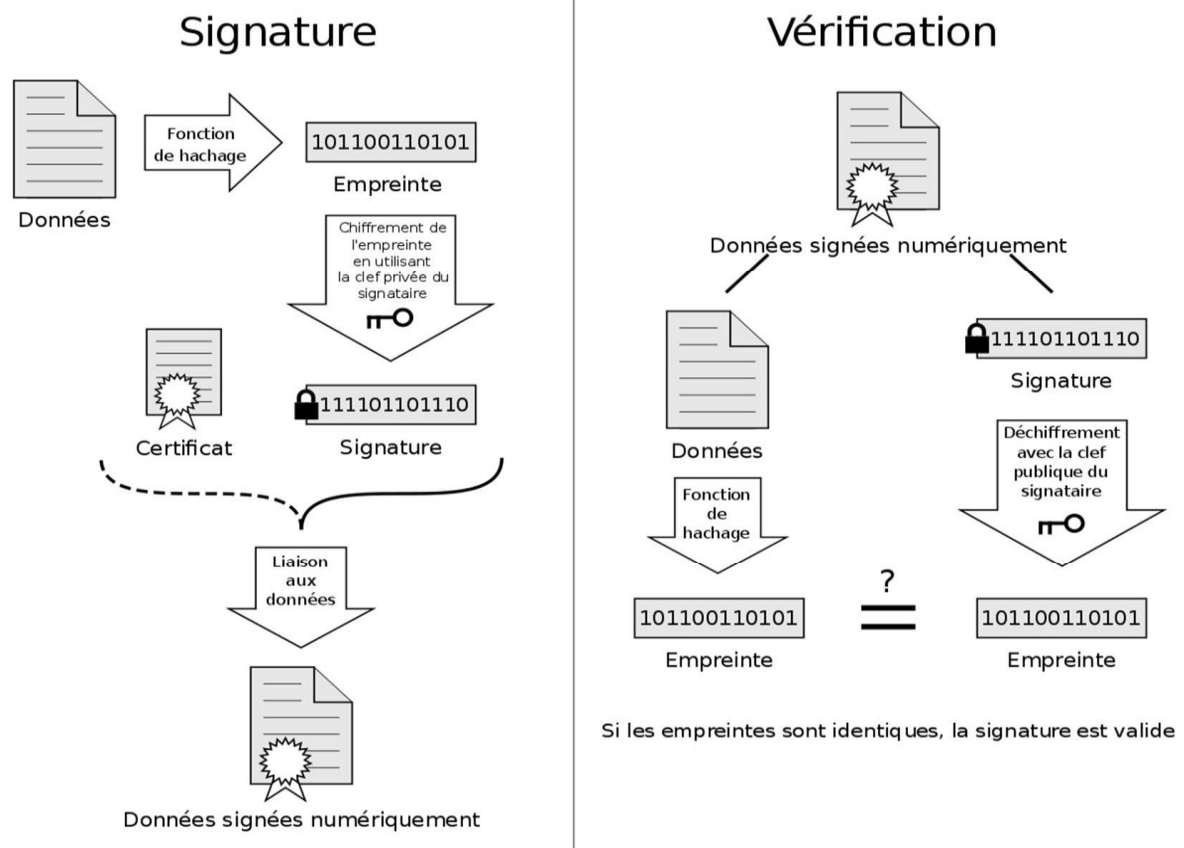 Signature
Fonction
de hachage
101100110101
Empreinte
Données
Chiffrement de
l'empreinte
en utilisant
la clef privée du
signataire
111101101110
Certificat
Signature
Liaison
aux
données
Données signées numériquement
Vérification
Données signées numériquement
111101101110
Signature
Données
Déchiffrement
avec la clef
publique du
signataire
Fonction
de
hachage
?
101100110101
=
101100110101
Empreinte
Empreinte
Si les empreintes sont identiques, la signature est valide